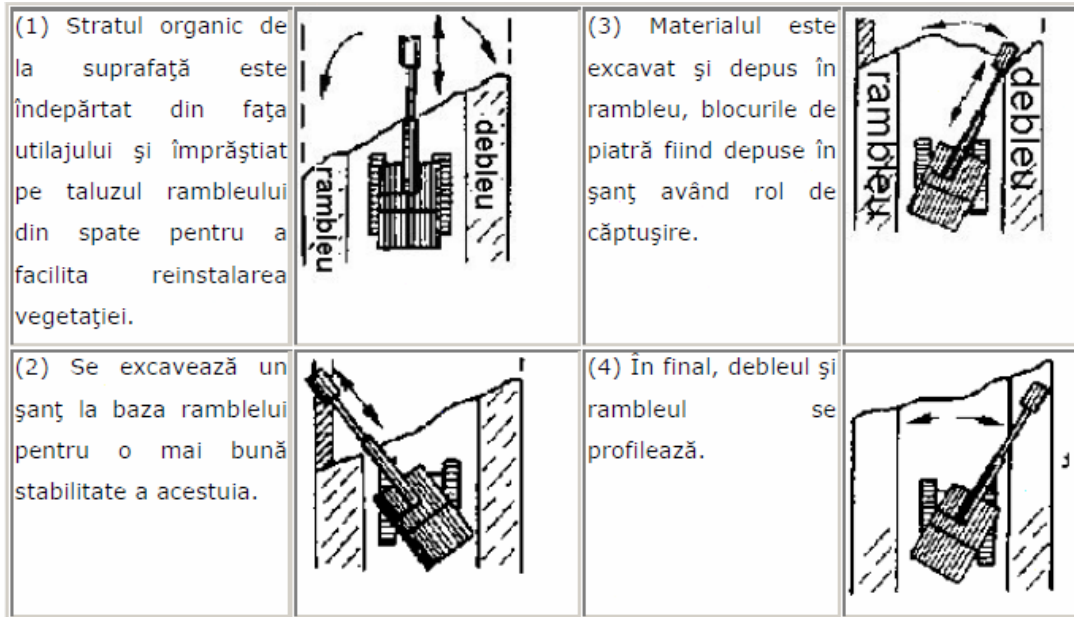 (1) Stratul organic de
la suprafaţă este
îndepărtat din faţa
utilajului şi împrăştiat
pe taluzul rambleului
din spate pentru a
facilita reinstalarea
vegetaţiei.
rambleu
debleu
(3) Materialul este
excavat şi depus în
rambleu, blocurile de
piatră fiind depuse în
şanţ având rol de
căptuşire.
rambleu
debleu
(2) Se excavează un
şanţ la baza ramblelui
pentru o mai bună
stabilitate a acestuia.
(4) În final, debleul şi
rambleul se
profilează.